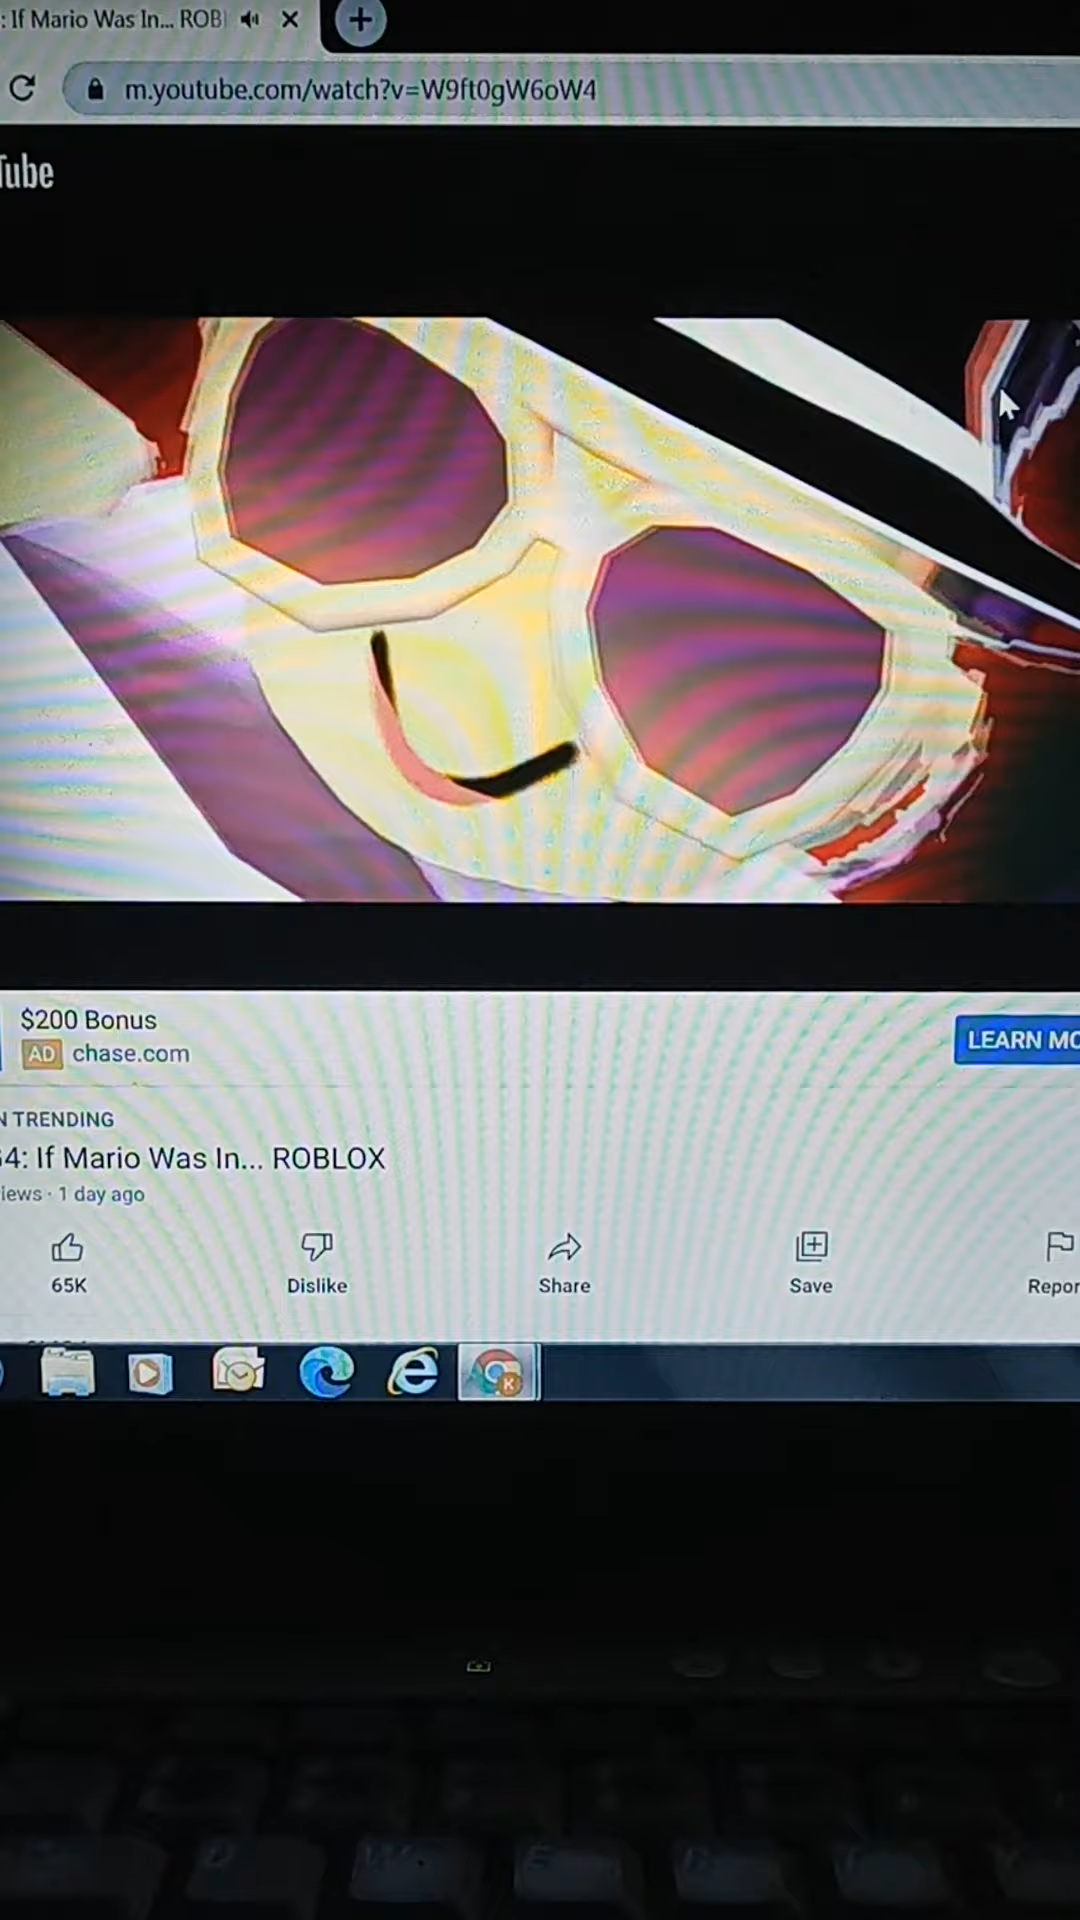 : If Mario Was In... ROB
m.youtube.com/watch?v=W9ft0gW6oW4
Tube
$200 Bonus
AD chase.com
LEARN MO
N TRENDING
64: If Mario Was In... ROBLOX
iews · 1 day ago
65K
Dislike
Share
Save
Repor
K